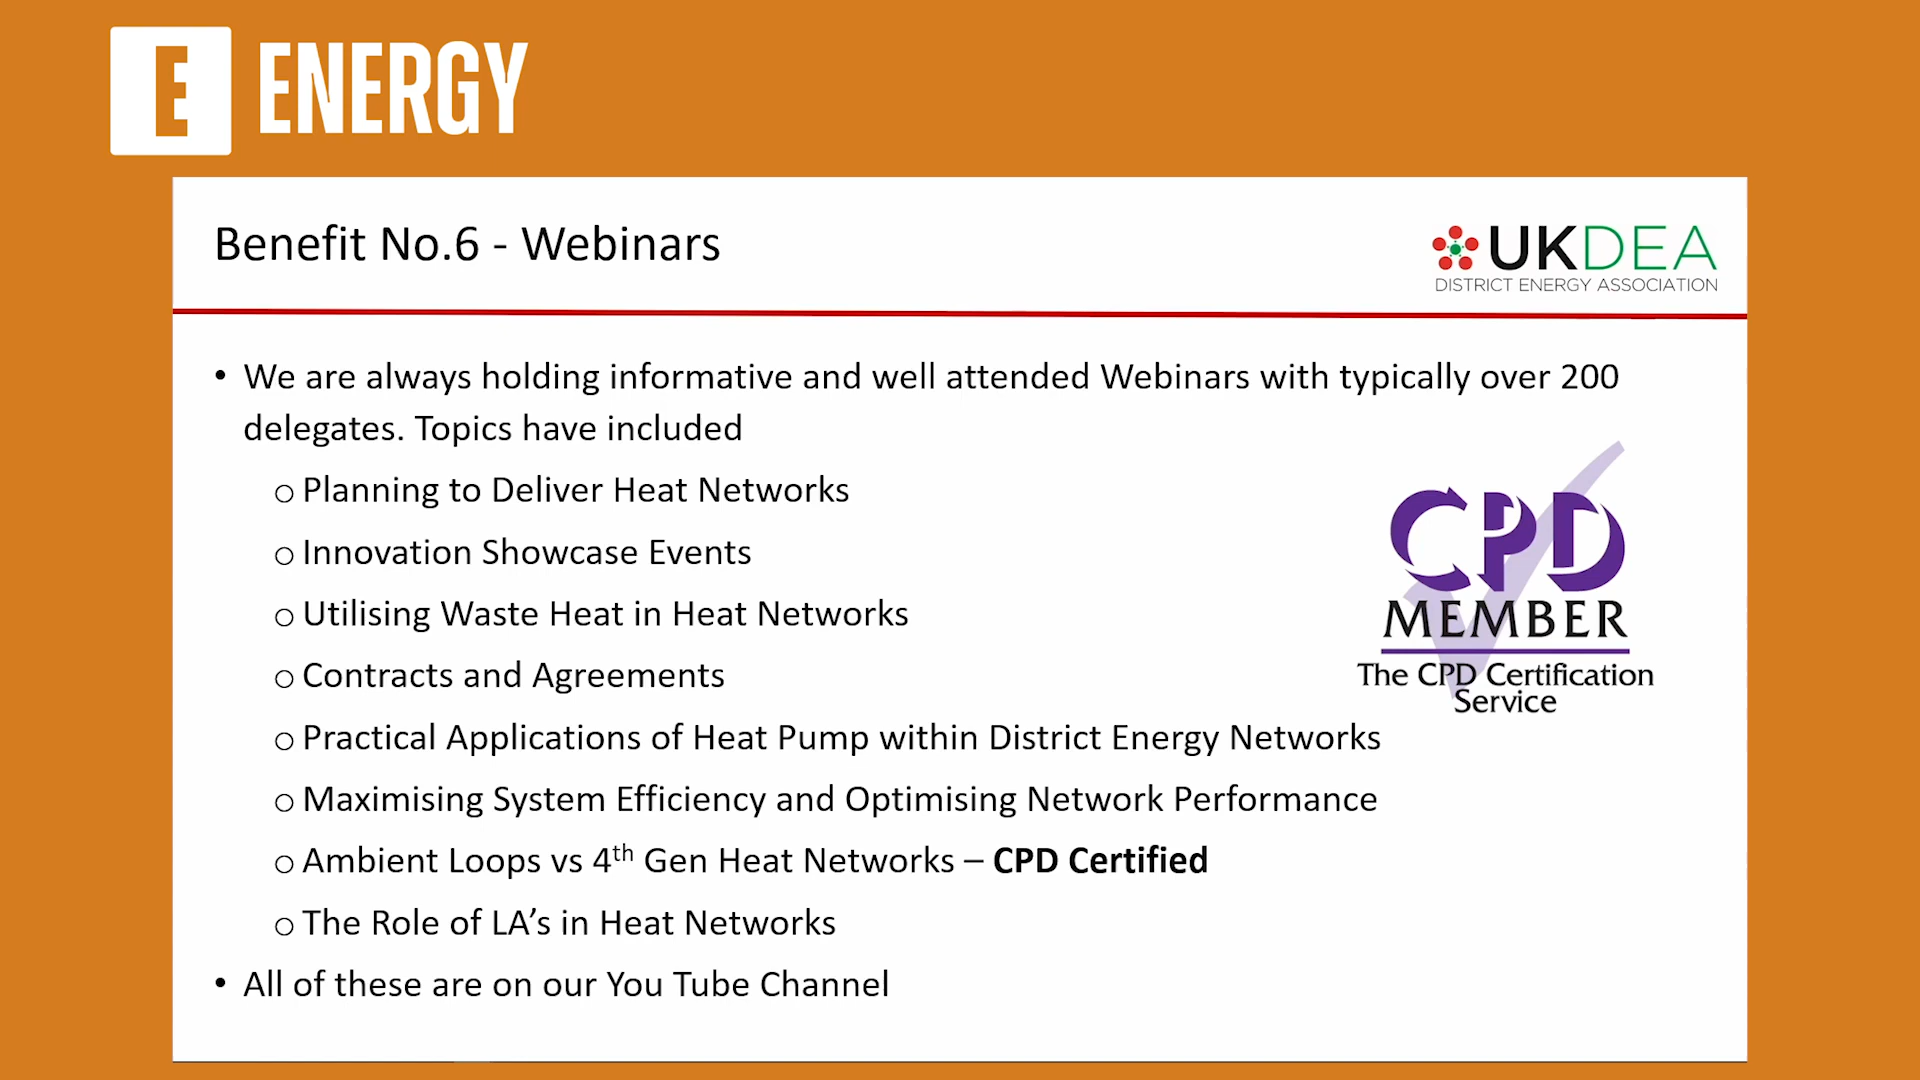 E ENERGY
Benefit No.6 - Webinars
UKDEA
DISTRICT ENERGY ASSOCIATION
• We are always holding informative and well attended Webinars with typically over 200
delegates. Topics have included
o Planning to Deliver Heat Networks
o Innovation Showcase Events
o Utilising Waste Heat in Heat Networks
o Contracts and Agreements
o Practical Applications of Heat Pump within District Energy Networks
o Maximising System Efficiency and Optimising Network Performance
o Ambient Loops vs 4th Gen Heat Networks – CPD Certified
o The Role of LA’s in Heat Networks
• All of these are on our You Tube Channel
CPD
MEMBER
The CPD Certification
Service